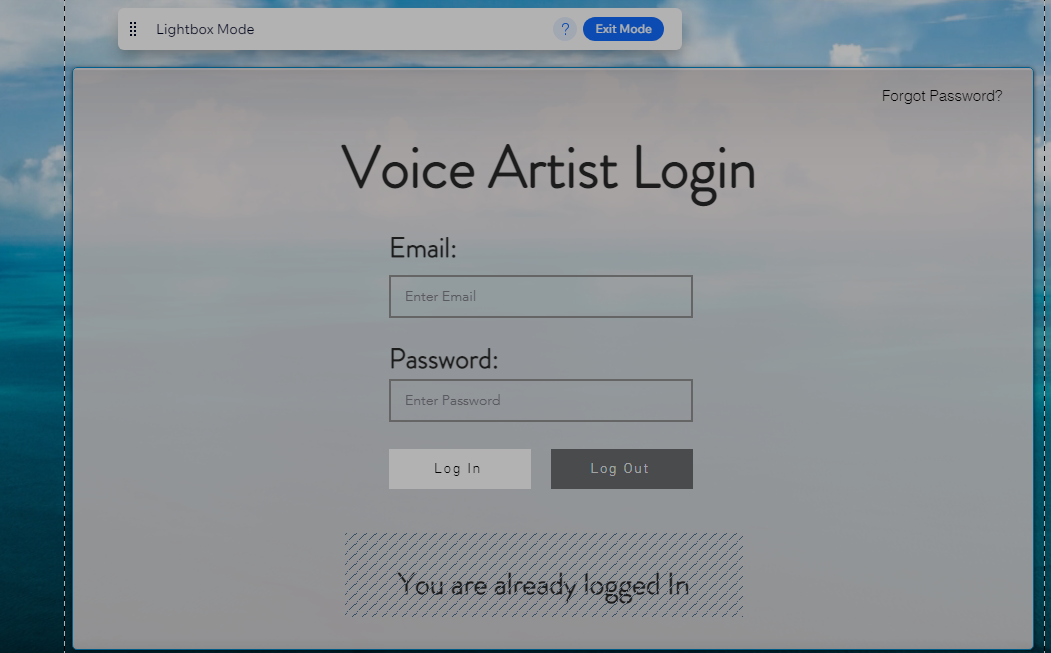 Lightbox Mode
?
Exit Mode
Forgot Password?
Voice Artist Login
Email:
Enter Email
Password:
Enter Password
Log In
Log Out
You are already logged In